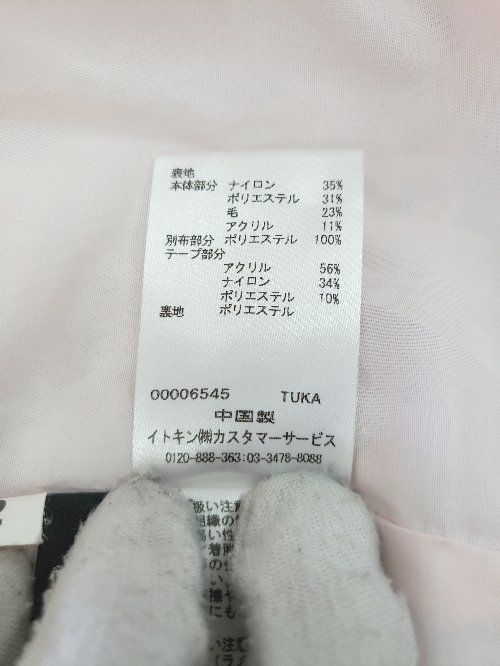 表地
本体部分 ナイロン 35%
ポリエステル 31%
毛 23%
アクリル 11%
別布部分 ポリエステル 100%
テープ部分
アクリル 56%
ナイロン 34%
ポリエステル 10%
裏地 ポリエステル
00006545 TUKA
中国製
イトキン㈱カスタマーサービス
0120-888-363:03-3478-8088
扱い注意